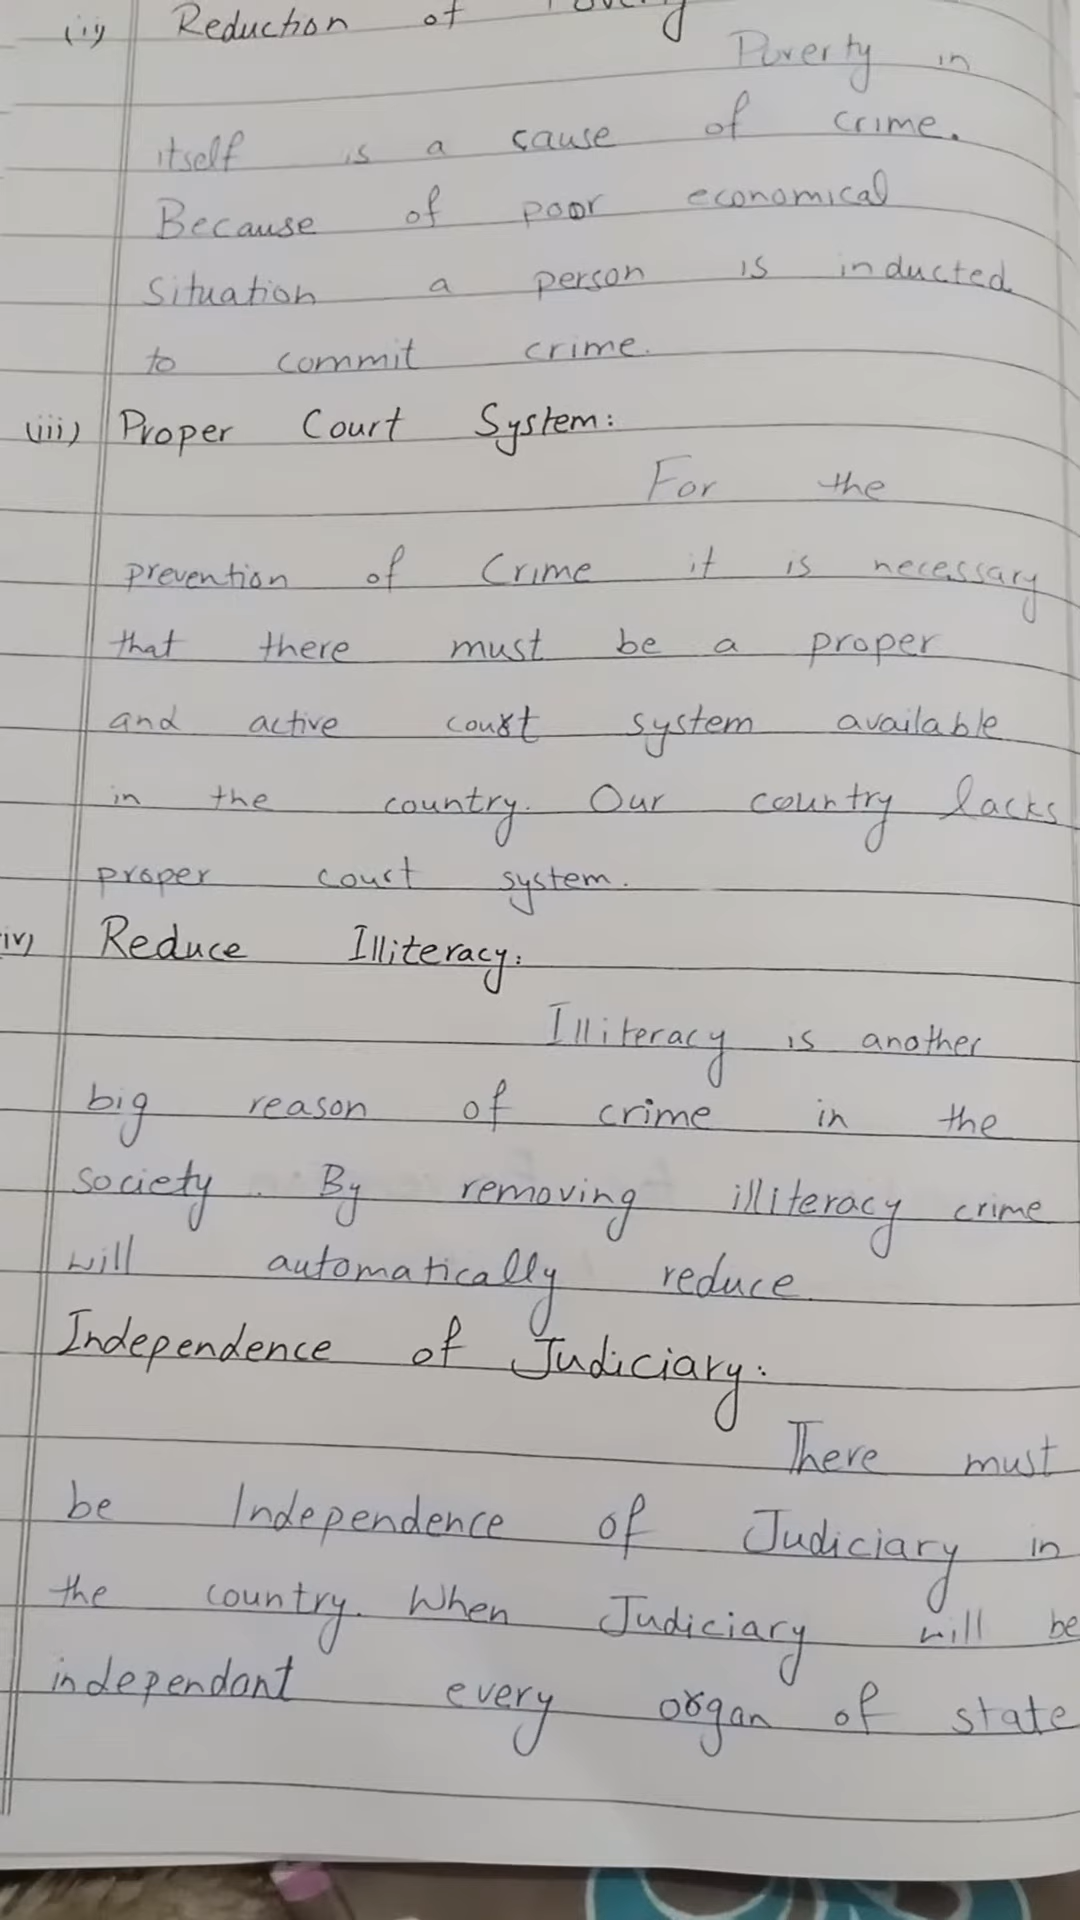 (ii) Reduction of Poverty
Poverty in
itself is a cause of crime.
Because of poor economical
Situation a person is inducted
to commit crime.
(iii) Proper Court System:
For the
prevention of Crime it is necessary
that there must be a proper
and active court system available
in the country. Our country lacks
proper court system.
iv) Reduce Illiteracy:
Illiteracy is another
big reason of crime in the
society. By removing illiteracy crime
will automatically reduce.
Independence of Judiciary:
There must
be Independence of Judiciary in
the country. When Judiciary will be
independant every organ of state